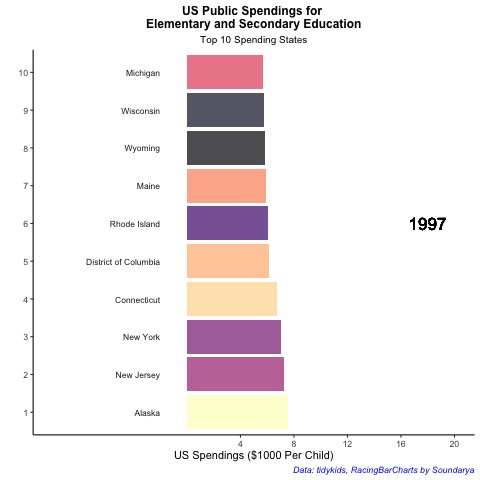 US Public Spendings for
Elementary and Secondary Education
Top 10 Spending States
10 Michigan
9 Wisconsin
8 Wyoming
7 Maine
6 Rhode Island 1997
5 District of Columbia
4 Connecticut
3 New York
2 New Jersey
1 Alaska
4 8 12 16 20
US Spendings ($1000 Per Child)
Data: tidykids, RacingBarCharts by Soundarya